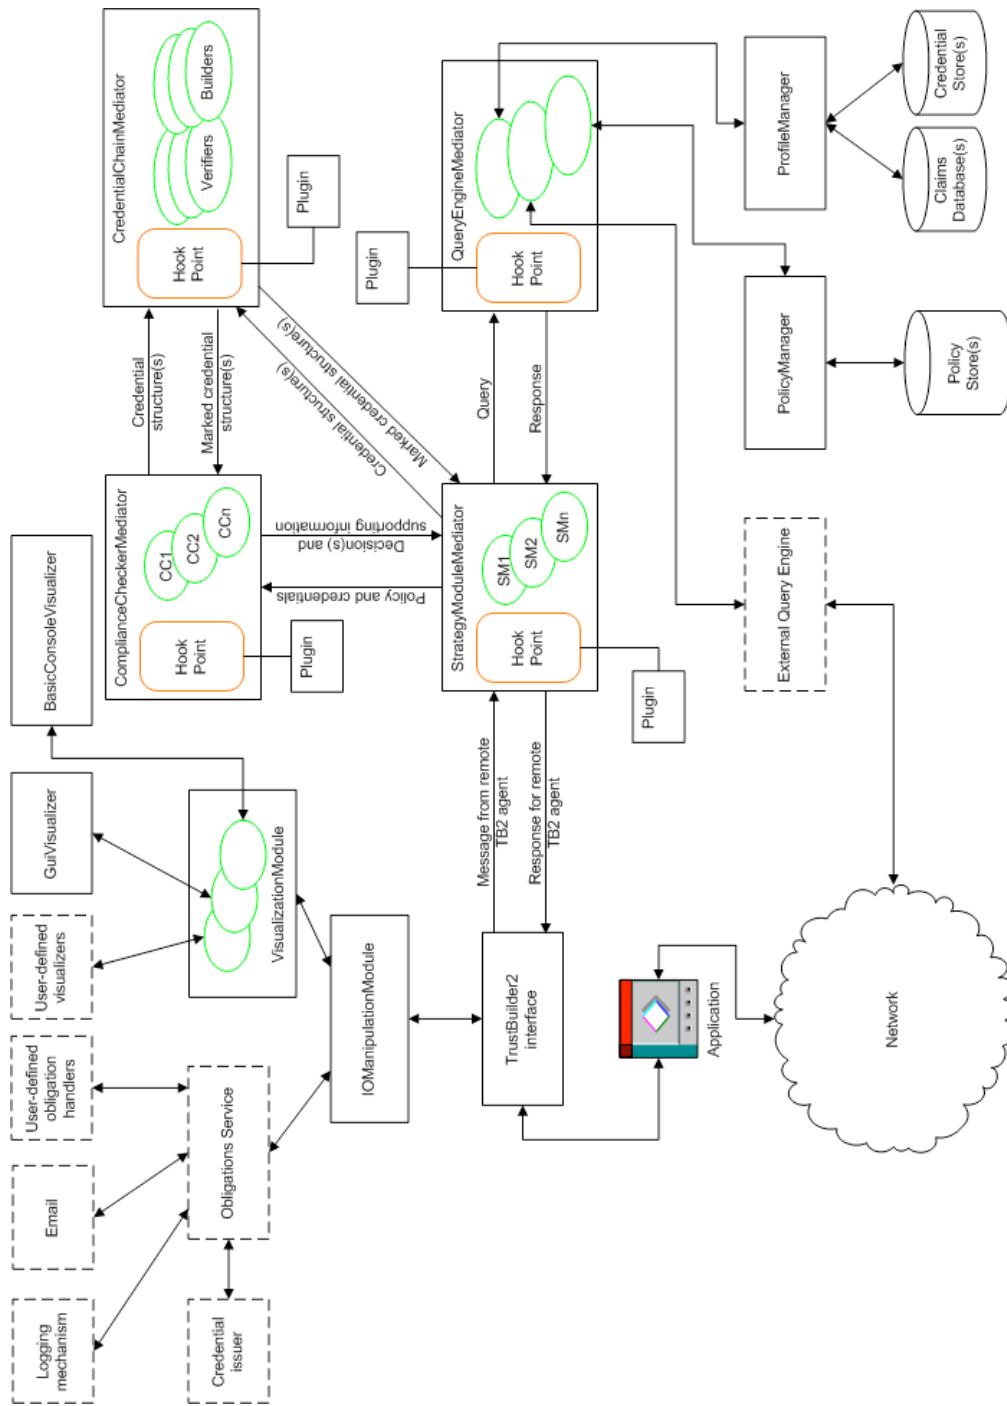 Logging
mechanism
Email
User-defined
obligation
handlers
User-defined
visualizers
GuiVisualizer
BasicConsoleVisualizer
Credential
issuer
Obligations Service
VisualizationModule
IOManipulationModule
TrustBuilder2
interface
Application
Network
Message from remote
TB2 agent
Response for remote
TB2 agent
ComplianceCheckerMediator
Hook
Point
CC1
CC2
CCn
Plugin
Credential
structure(s)
Marked credential
structure(s)
CredentialChainMediator
Hook
Point
Verifiers
Builders
Plugin
Policy and credentials
Decision(s) and
supporting information
Credential structure(s)
Marked credential structure(s)
StrategyModuleMediator
Hook
Point
SM1
SM2
SMn
Plugin
Query
Response
QueryEngineMediator
Hook
Point
Plugin
External Query Engine
PolicyManager
Policy
Store(s)
ProfileManager
Claims
Database(s)
Credential
Store(s)